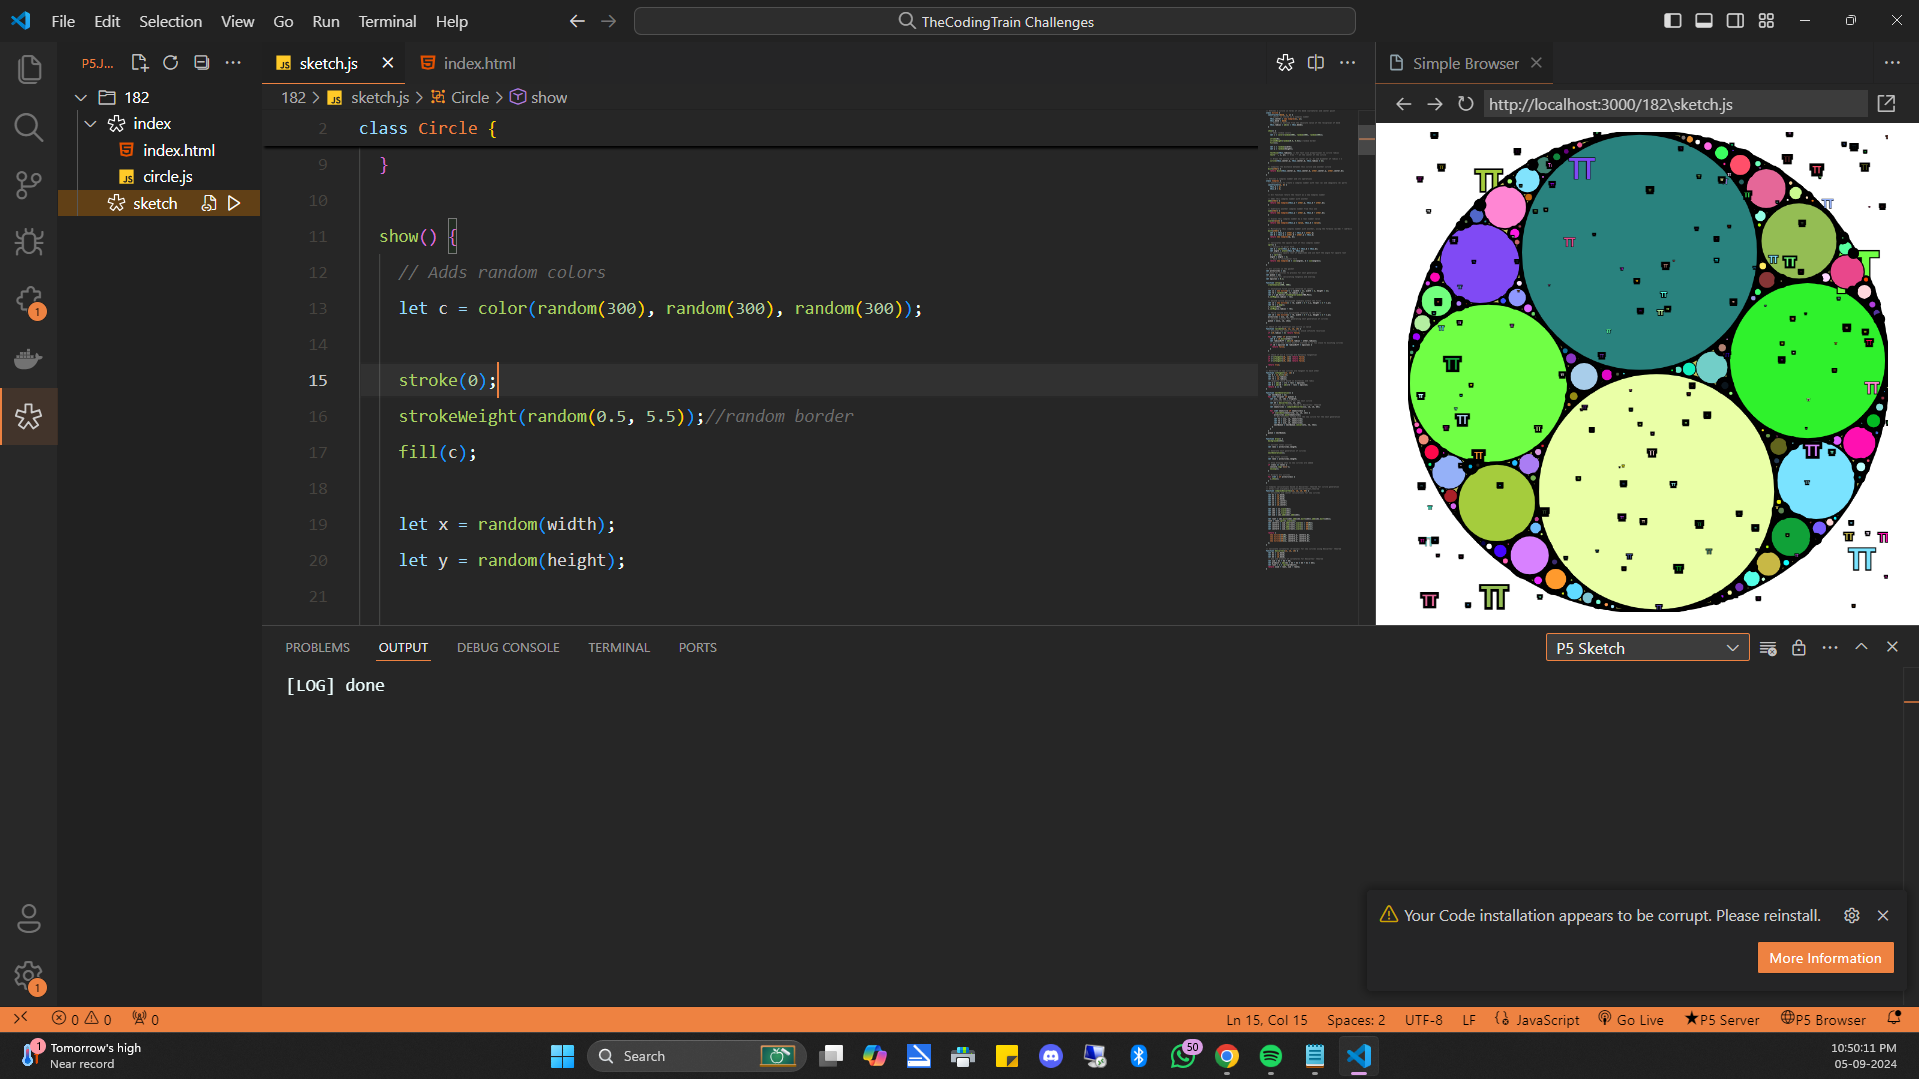 File Edit Selection View Go Run Terminal Help
TheCodingTrain Challenges
P5.J...
182
index
index.html
circle.js
sketch
sketch.js
index.html
182 > sketch.js > Circle > show
2 class Circle {
9 }
10
11 show() {
12 // Adds random colors
13 let c = color(random(300), random(300), random(300));
14
15 stroke(0);
16 strokeWeight(random(0.5, 5.5));//random border
17 fill(c);
18
19 let x = random(width);
20 let y = random(height);
21
Simple Browser
http://localhost:3000/182\sketch.js
PROBLEMS OUTPUT DEBUG CONSOLE TERMINAL PORTS
P5 Sketch
[LOG] done
Your Code installation appears to be corrupt. Please reinstall.
More Information
1
1
0 0 0
Ln 15, Col 15 Spaces: 2 UTF-8 LF JavaScript Go Live P5 Server P5 Browser
1
Tomorrow's high
Near record
Search
50
10:50:11 PM
05-09-2024